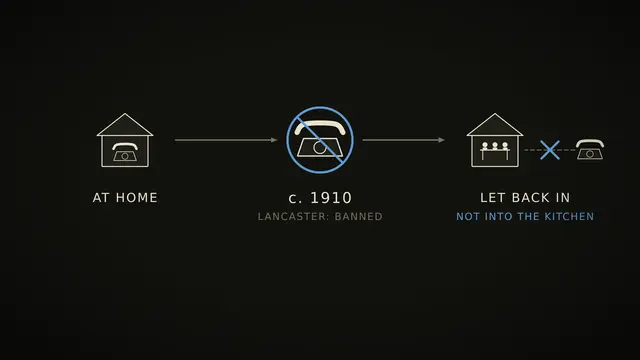 AT HOME
c. 1910
LANCASTER: BANNED
LET BACK IN
NOT INTO THE KITCHEN